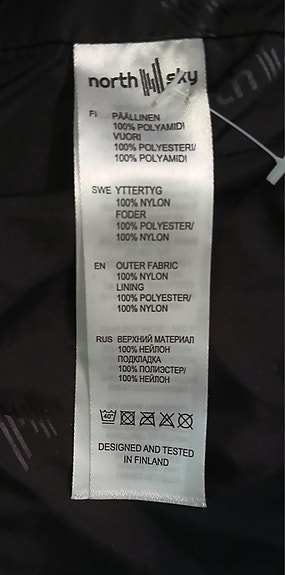 north sky
FI PÄÄLLINEN
100% POLYAMIDI
VUORI
100% POLYESTERI/
100% POLYAMIDI
SWE YTTERTYG
100% NYLON
FODER
100% POLYESTER/
100% NYLON
EN OUTER FABRIC
100% NYLON
LINING
100% POLYESTER/
100% NYLON
RUS ВЕРХНИЙ МАТЕРИАЛ
100% НЕЙЛОН
ПОДКЛАДКА
100% ПОЛИЭСТЕР/
100% НЕЙЛОН
40°
DESIGNED AND TESTED
IN FINLAND